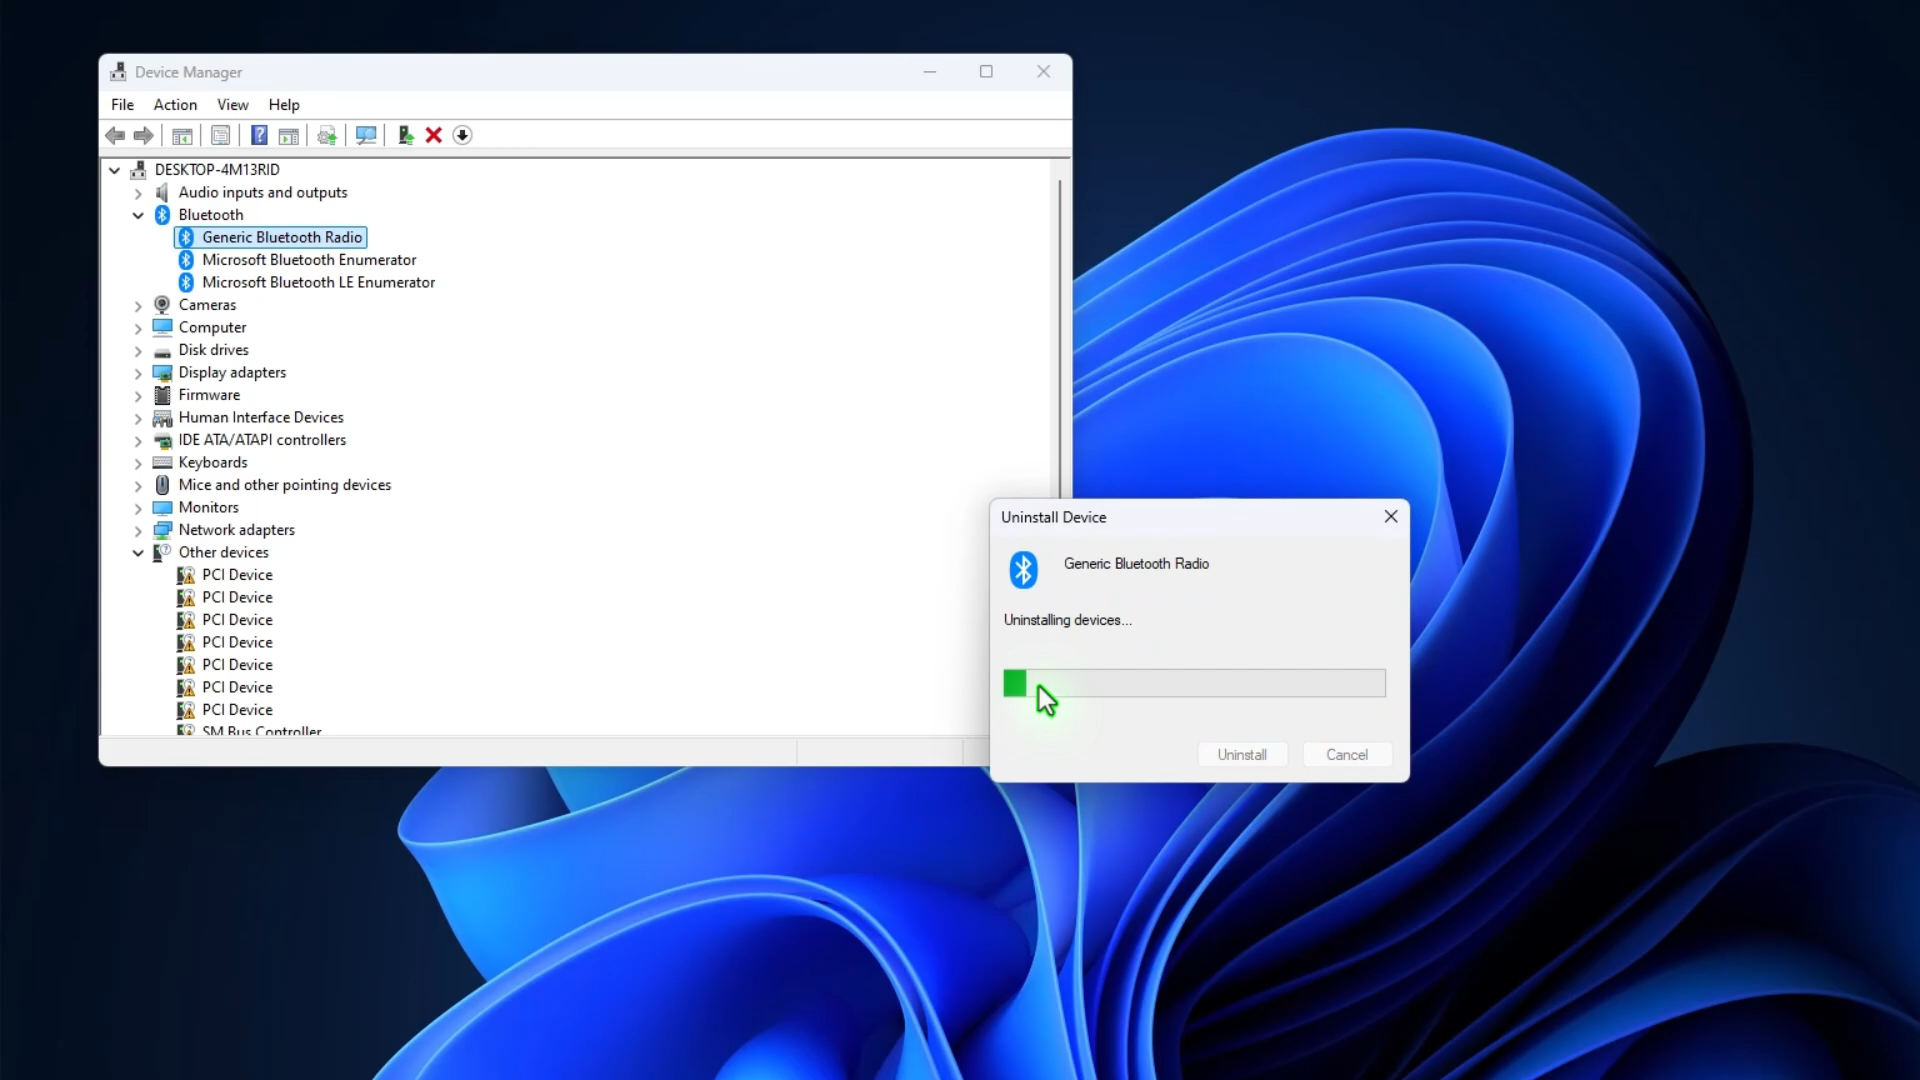 Device Manager
File Action View Help
DESKTOP-4M13RID
Audio inputs and outputs
Bluetooth
Generic Bluetooth Radio
Microsoft Bluetooth Enumerator
Microsoft Bluetooth LE Enumerator
Cameras
Computer
Disk drives
Display adapters
Firmware
Human Interface Devices
IDE ATA/ATAPI controllers
Keyboards
Mice and other pointing devices
Monitors
Network adapters
Other devices
PCI Device
PCI Device
PCI Device
PCI Device
PCI Device
PCI Device
PCI Device
SM Bus Controller
Uninstall Device
Generic Bluetooth Radio
Uninstalling devices...
Uninstall Cancel